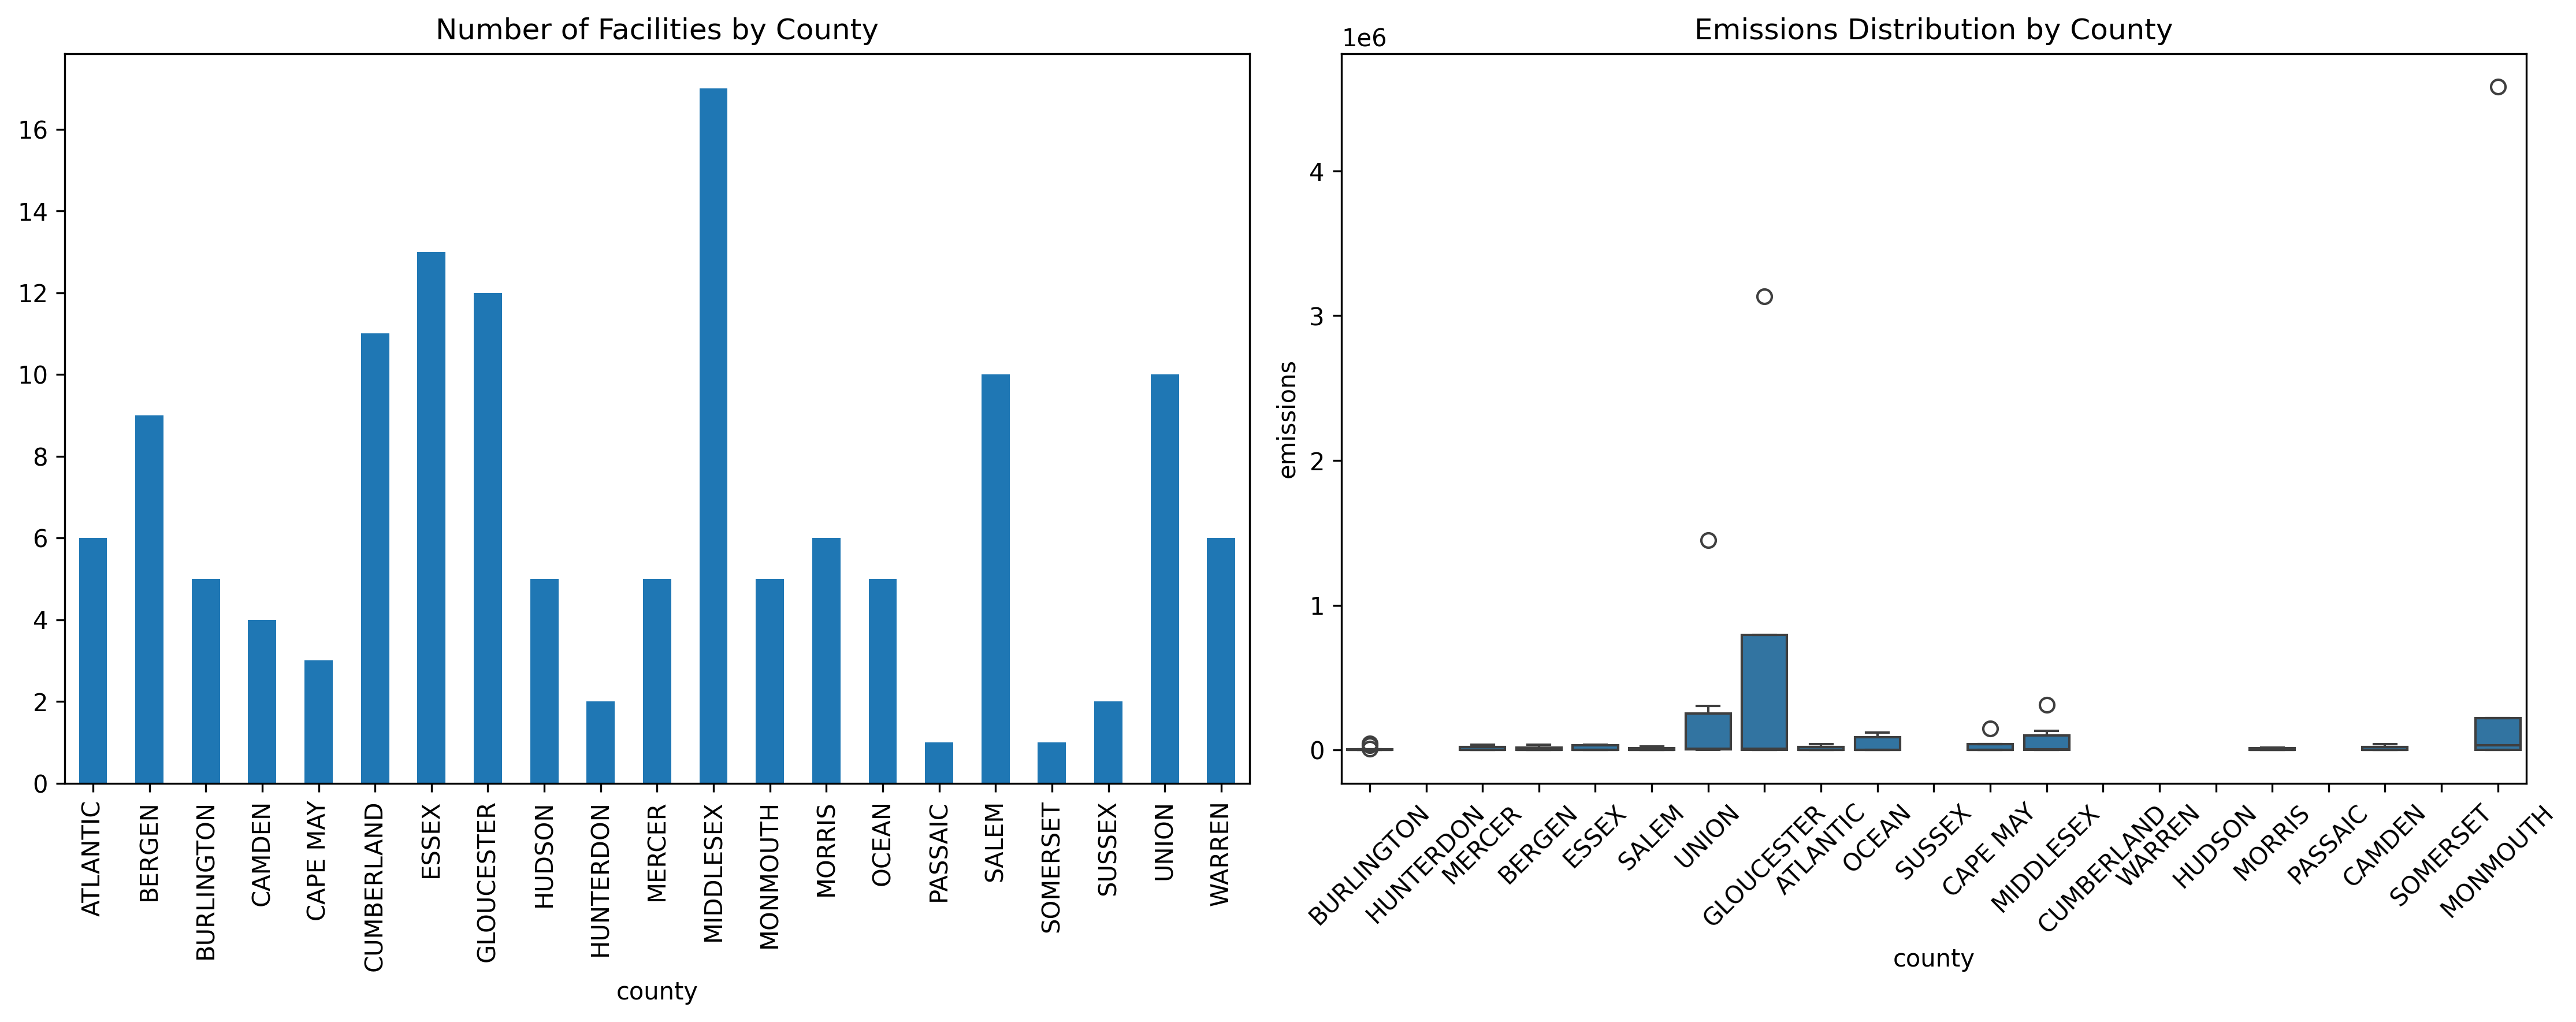 Number of Facilities by County
16
14
12
10
8
6
4
2
0
ATLANTIC
BERGEN
BURLINGTON
CAMDEN
CAPE MAY
CUMBERLAND
ESSEX
GLOUCESTER
HUDSON
HUNTERDON
MERCER
MIDDLESEX
MONMOUTH
MORRIS
OCEAN
PASSAIC
SALEM
SOMERSET
SUSSEX
UNION
WARREN
county
Emissions Distribution by County
1e6
4
3
2
1
0
emissions
BURLINGTON
HUNTERDON
MERCER
BERGEN
ESSEX
SALEM
UNION
GLOUCESTER
ATLANTIC
OCEAN
SUSSEX
CAPE MAY
MIDDLESEX
CUMBERLAND
WARREN
HUDSON
MORRIS
PASSAIC
CAMDEN
SOMERSET
MONMOUTH
county